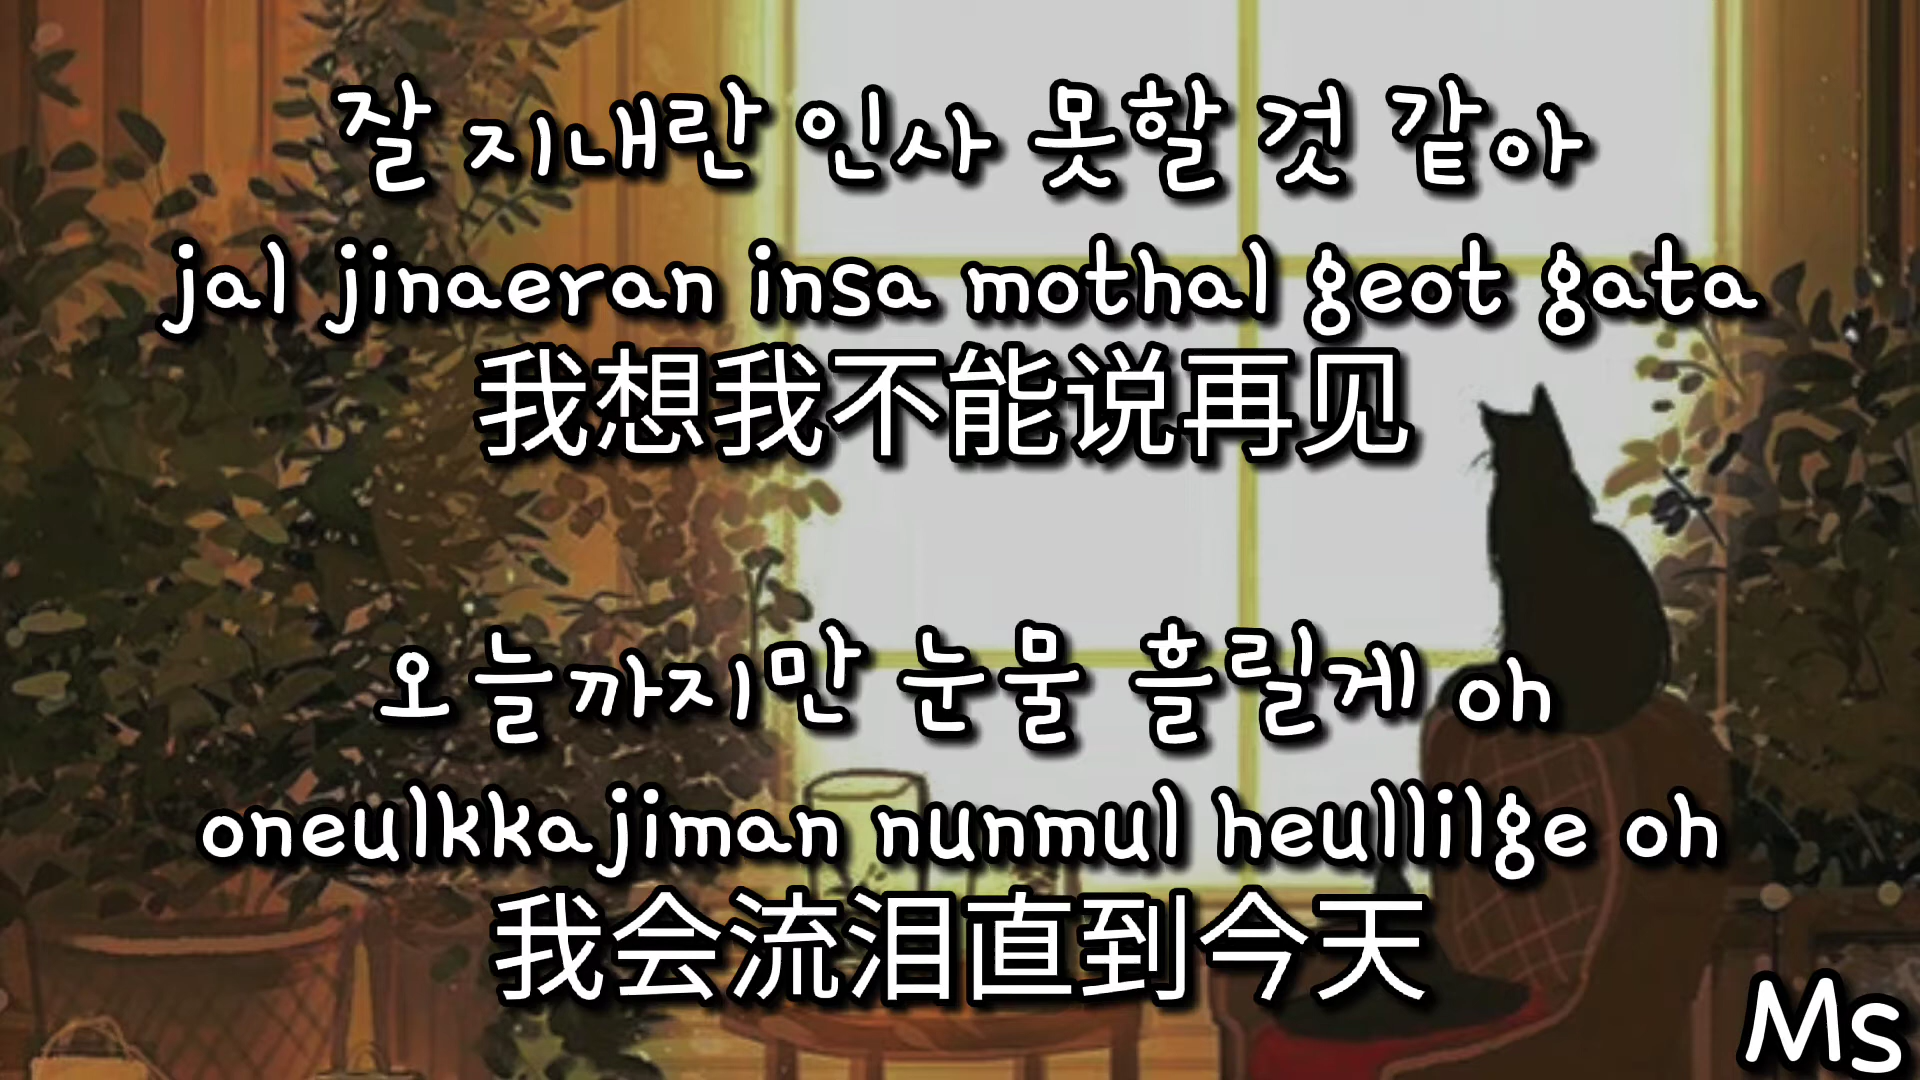 잘 지내란 인사 못할 것 같아
jal jinaeran insa mothal geot gata
我想我不能说再见
오늘까지만 눈물 흘릴게 oh
oneulkkajiman nunmul heullilge oh
我会流泪直到今天
Ms